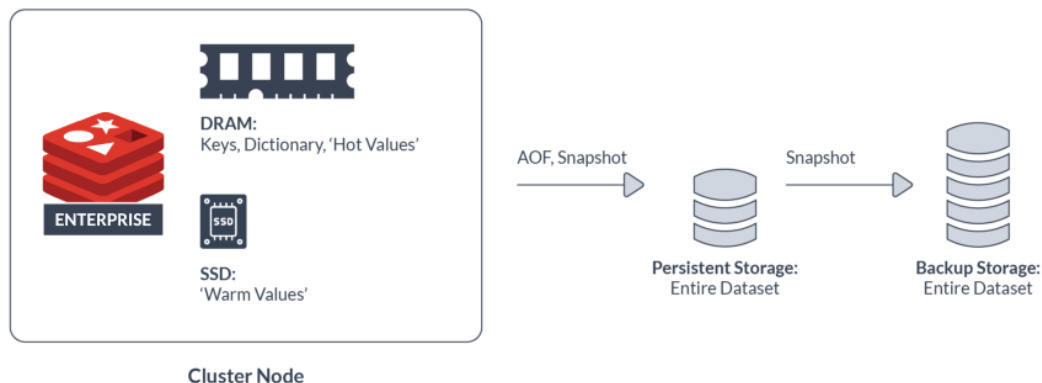 DRAM:
Keys, Dictionary, ‘Hot Values’
ENTERPRISE
SSD
SSD:
‘Warm Values’
Cluster Node
AOF, Snapshot
Persistent Storage:
Entire Dataset
Snapshot
Backup Storage:
Entire Dataset